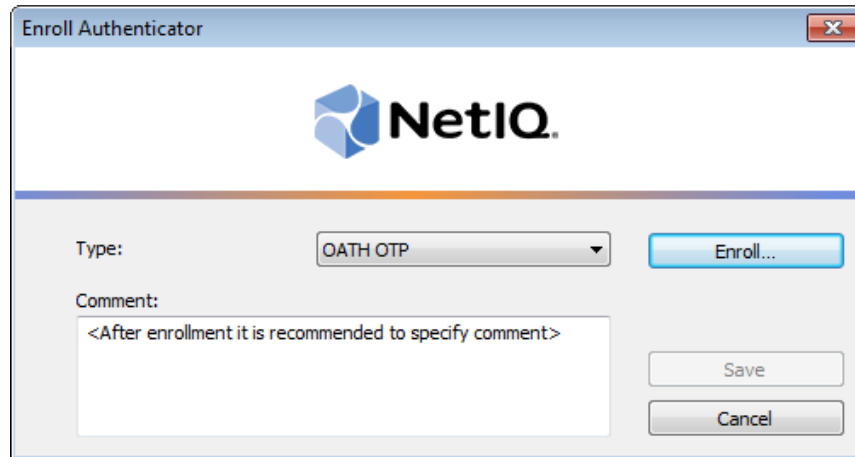 Enroll Authenticator
NetIQ.
Type:
OATH OTP
Enroll...
Comment:
<After enrollment it is recommended to specify comment>
Save
Cancel